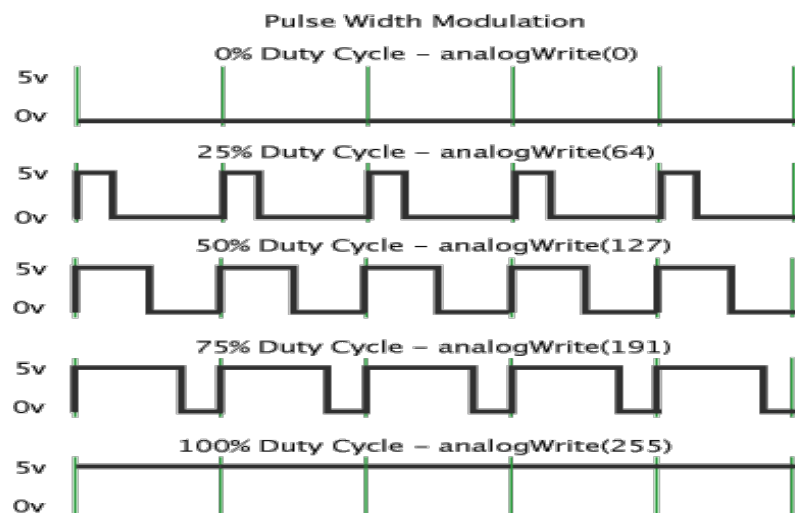 Pulse Width Modulation
0% Duty Cycle – analogWrite(0)
5v
0v
25% Duty Cycle – analogWrite(64)
5v
0v
50% Duty Cycle – analogWrite(127)
5v
0v
75% Duty Cycle – analogWrite(191)
5v
0v
100% Duty Cycle – analogWrite(255)
5v
0v